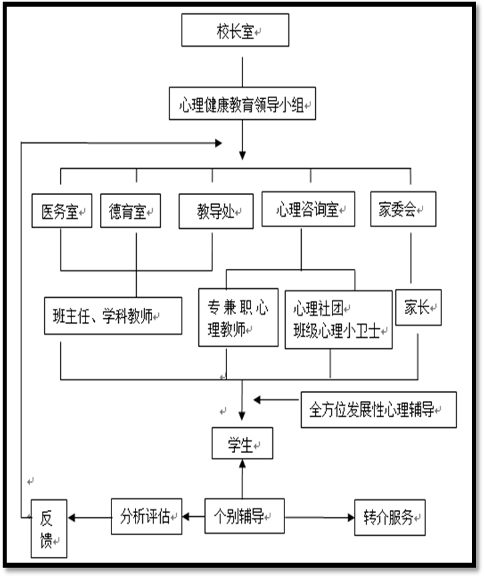 校长室
心理健康教育领导小组
医务室
德育室
教导处
心理咨询室
家委会
班主任、学科教师
专兼职心
理教师
心理社团
班级心理小卫士
家长
全方位发展性心理辅导
学生
反
馈
分析评估
个别辅导
转介服务